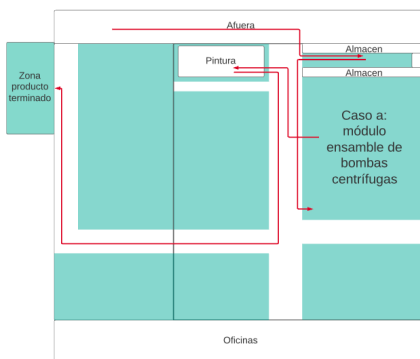 Afuera
Almacen
Zona
producto
terminado
Pintura
Almacen
Caso a:
módulo
ensamble de
bombas
centrífugas
Oficinas